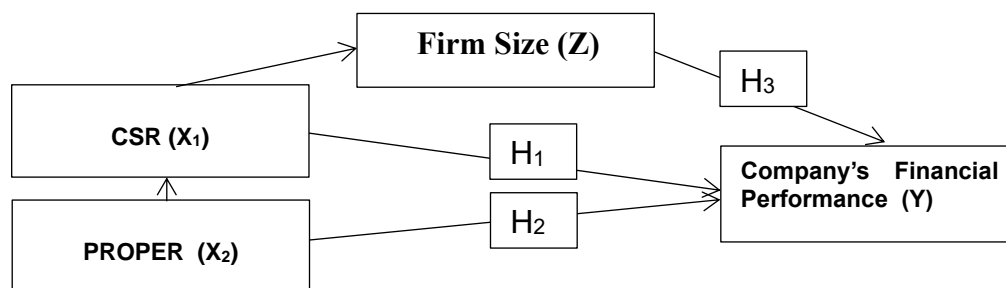 Firm Size (Z)
H₃
CSR (X₁)
H₁
Company's Financial
Performance (Y)
H₂
PROPER (X₂)